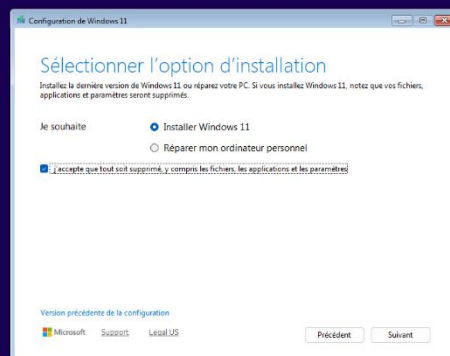 Configuration de Windows 11
Sélectionner l'option d'installation
Installez la dernière version de Windows 11 ou réparez votre PC. Si vous installez Windows 11, notez que vos fichiers,
applications et paramètres seront supprimés.
Je souhaite
Installer Windows 11
Réparer mon ordinateur personnel
j'accepte que tout soit supprimé, y compris les fichiers, les applications et les paramètres
Version précédente de la configuration
Microsoft Support Legal US
Précédent Suivant